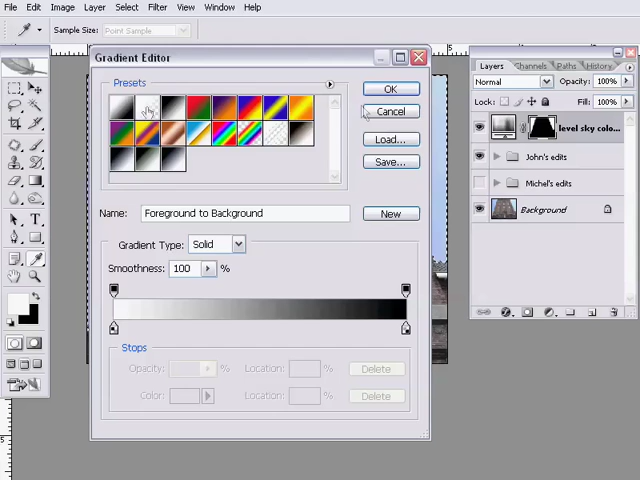 File Edit Image Layer Select Filter View Window Help
Sample Size: Point Sample
Gradient Editor
Presets
OK
Cancel
Load...
Save...
Name: Foreground to Background
New
Gradient Type: Solid
Smoothness: 100 %
Stops
Opacity: % Location: % Delete
Color: Location: % Delete
Layers Channels Paths History
Normal Opacity: 100%
Lock: Fill: 100%
level sky colo...
John's edits
Michel's edits
Background